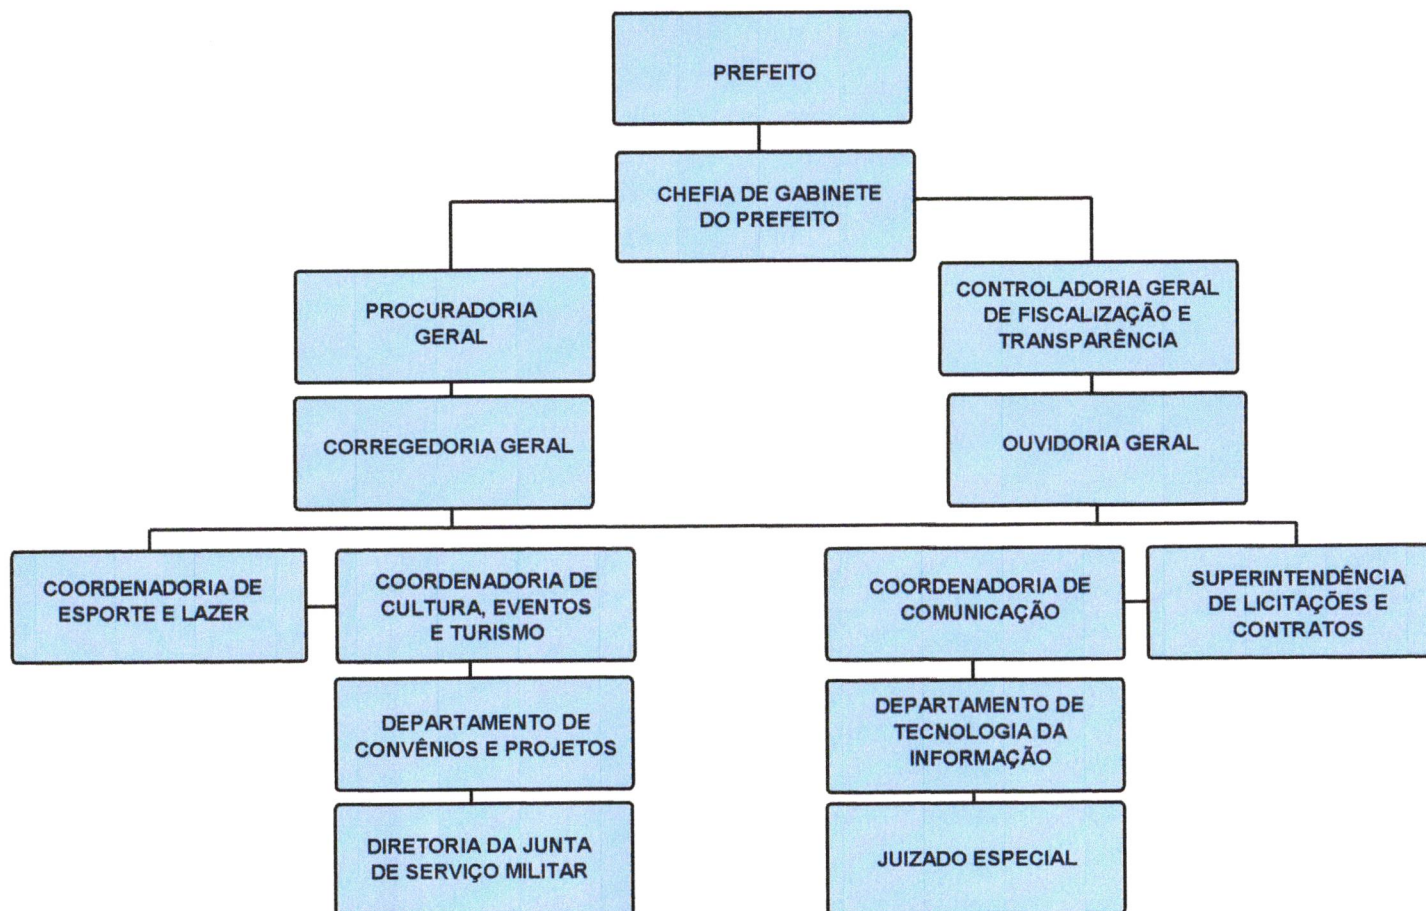 PREFEITO
CHEFIA DE GABINETE
DO PREFEITO
PROCURADORIA
GERAL
CONTROLADORIA GERAL
DE FISCALIZAÇÃO E
TRANSPARÊNCIA
CORREGEDORIA GERAL
OUVIDORIA GERAL
COORDENADORIA DE
ESPORTE E LAZER
COORDENADORIA DE
CULTURA, EVENTOS
E TURISMO
COORDENADORIA DE
COMUNICAÇÃO
SUPERINTENDÊNCIA
DE LICITAÇÕES E
CONTRATOS
DEPARTAMENTO DE
CONVÊNIOS E PROJETOS
DEPARTAMENTO DE
TECNOLOGIA DA
INFORMAÇÃO
DIRETORIA DA JUNTA
DE SERVIÇO MILITAR
JUIZADO ESPECIAL